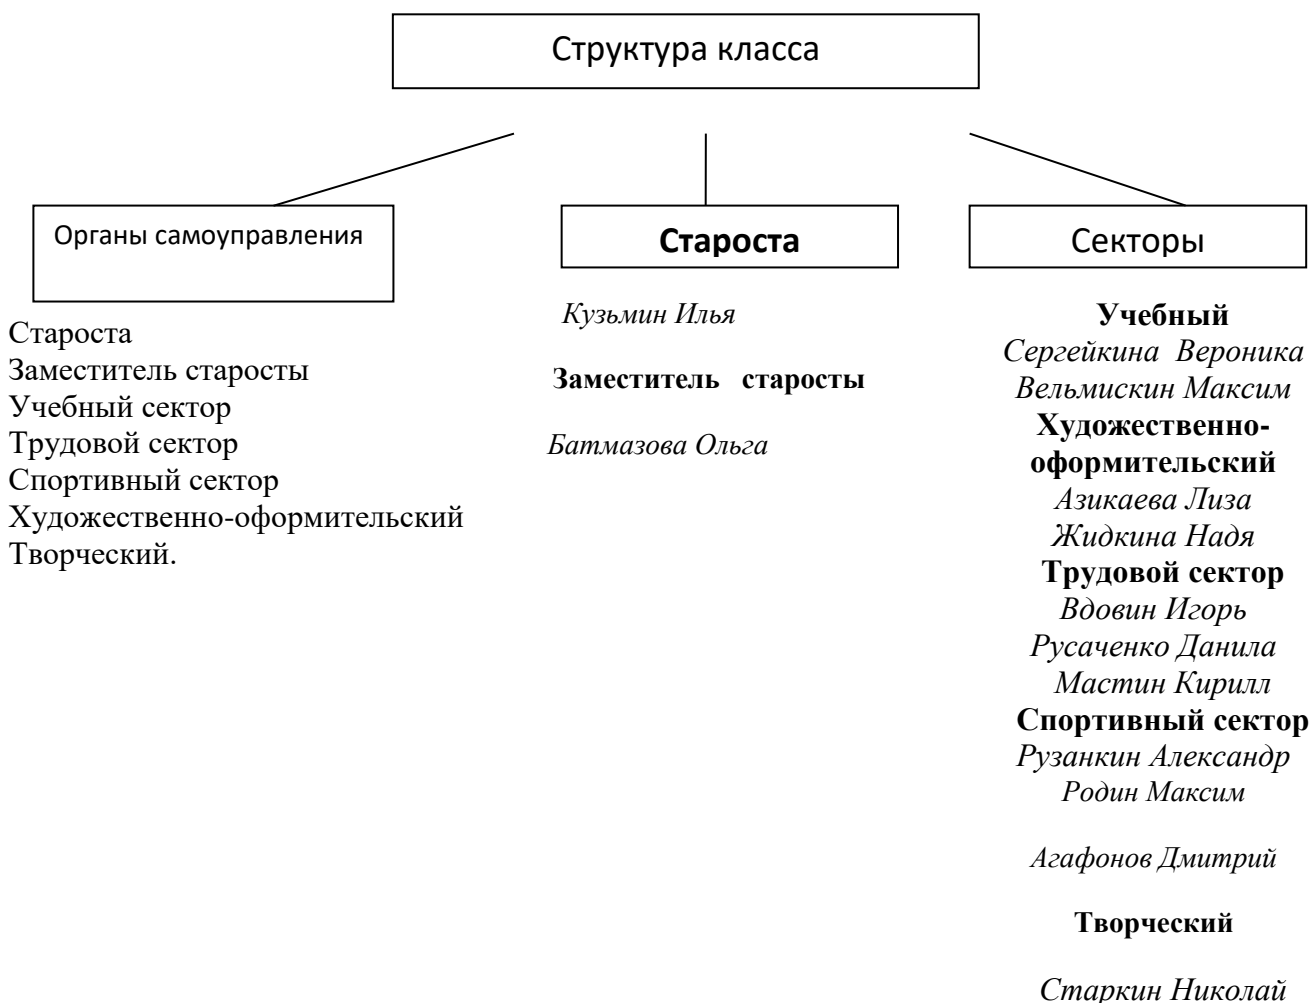 Структура класса
Органы самоуправления
Староста
Заместитель старосты
Учебный сектор
Трудовой сектор
Спортивный сектор
Художественно-оформительский
Творческий.
Староста
Кузьмин Илья
Заместитель старосты
Батмазова Ольга
Секторы
Учебный
Сергейкина Вероника
Вельмискин Максим
Художественно-
оформительский
Азикаева Лиза
Жидкина Надя
Трудовой сектор
Вдовин Игорь
Русаченко Данила
Мастин Кирилл
Спортивный сектор
Рузанкин Александр
Родин Максим
Агафонов Дмитрий
Творческий
Старкин Николай